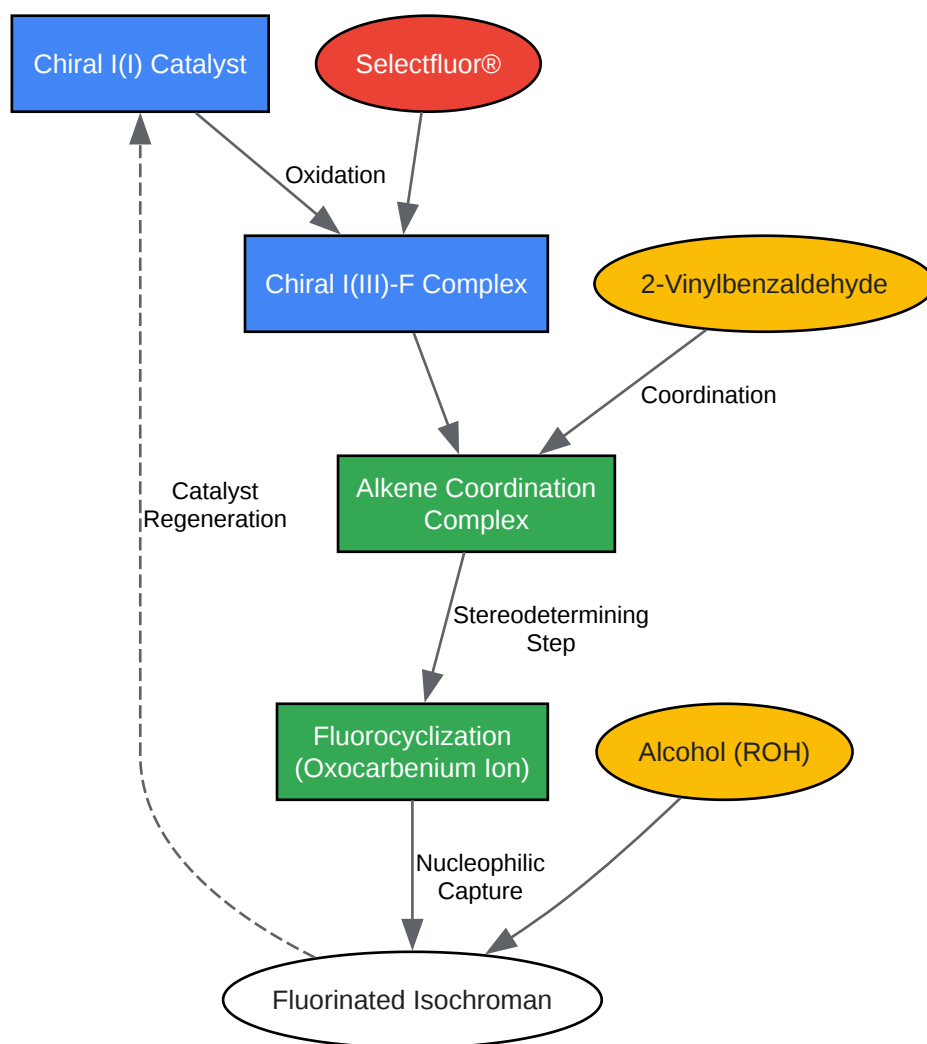 Chiral I(I) Catalyst
Selectfluor®
Oxidation
Chiral I(III)-F Complex
2-Vinylbenzaldehyde
Coordination
Alkene Coordination
Complex
Catalyst
Regeneration
Stereodetermining
Step
Fluorocyclization
(Oxocarbenium Ion)
Alcohol (ROH)
Nucleophilic
Capture
Fluorinated Isochroman